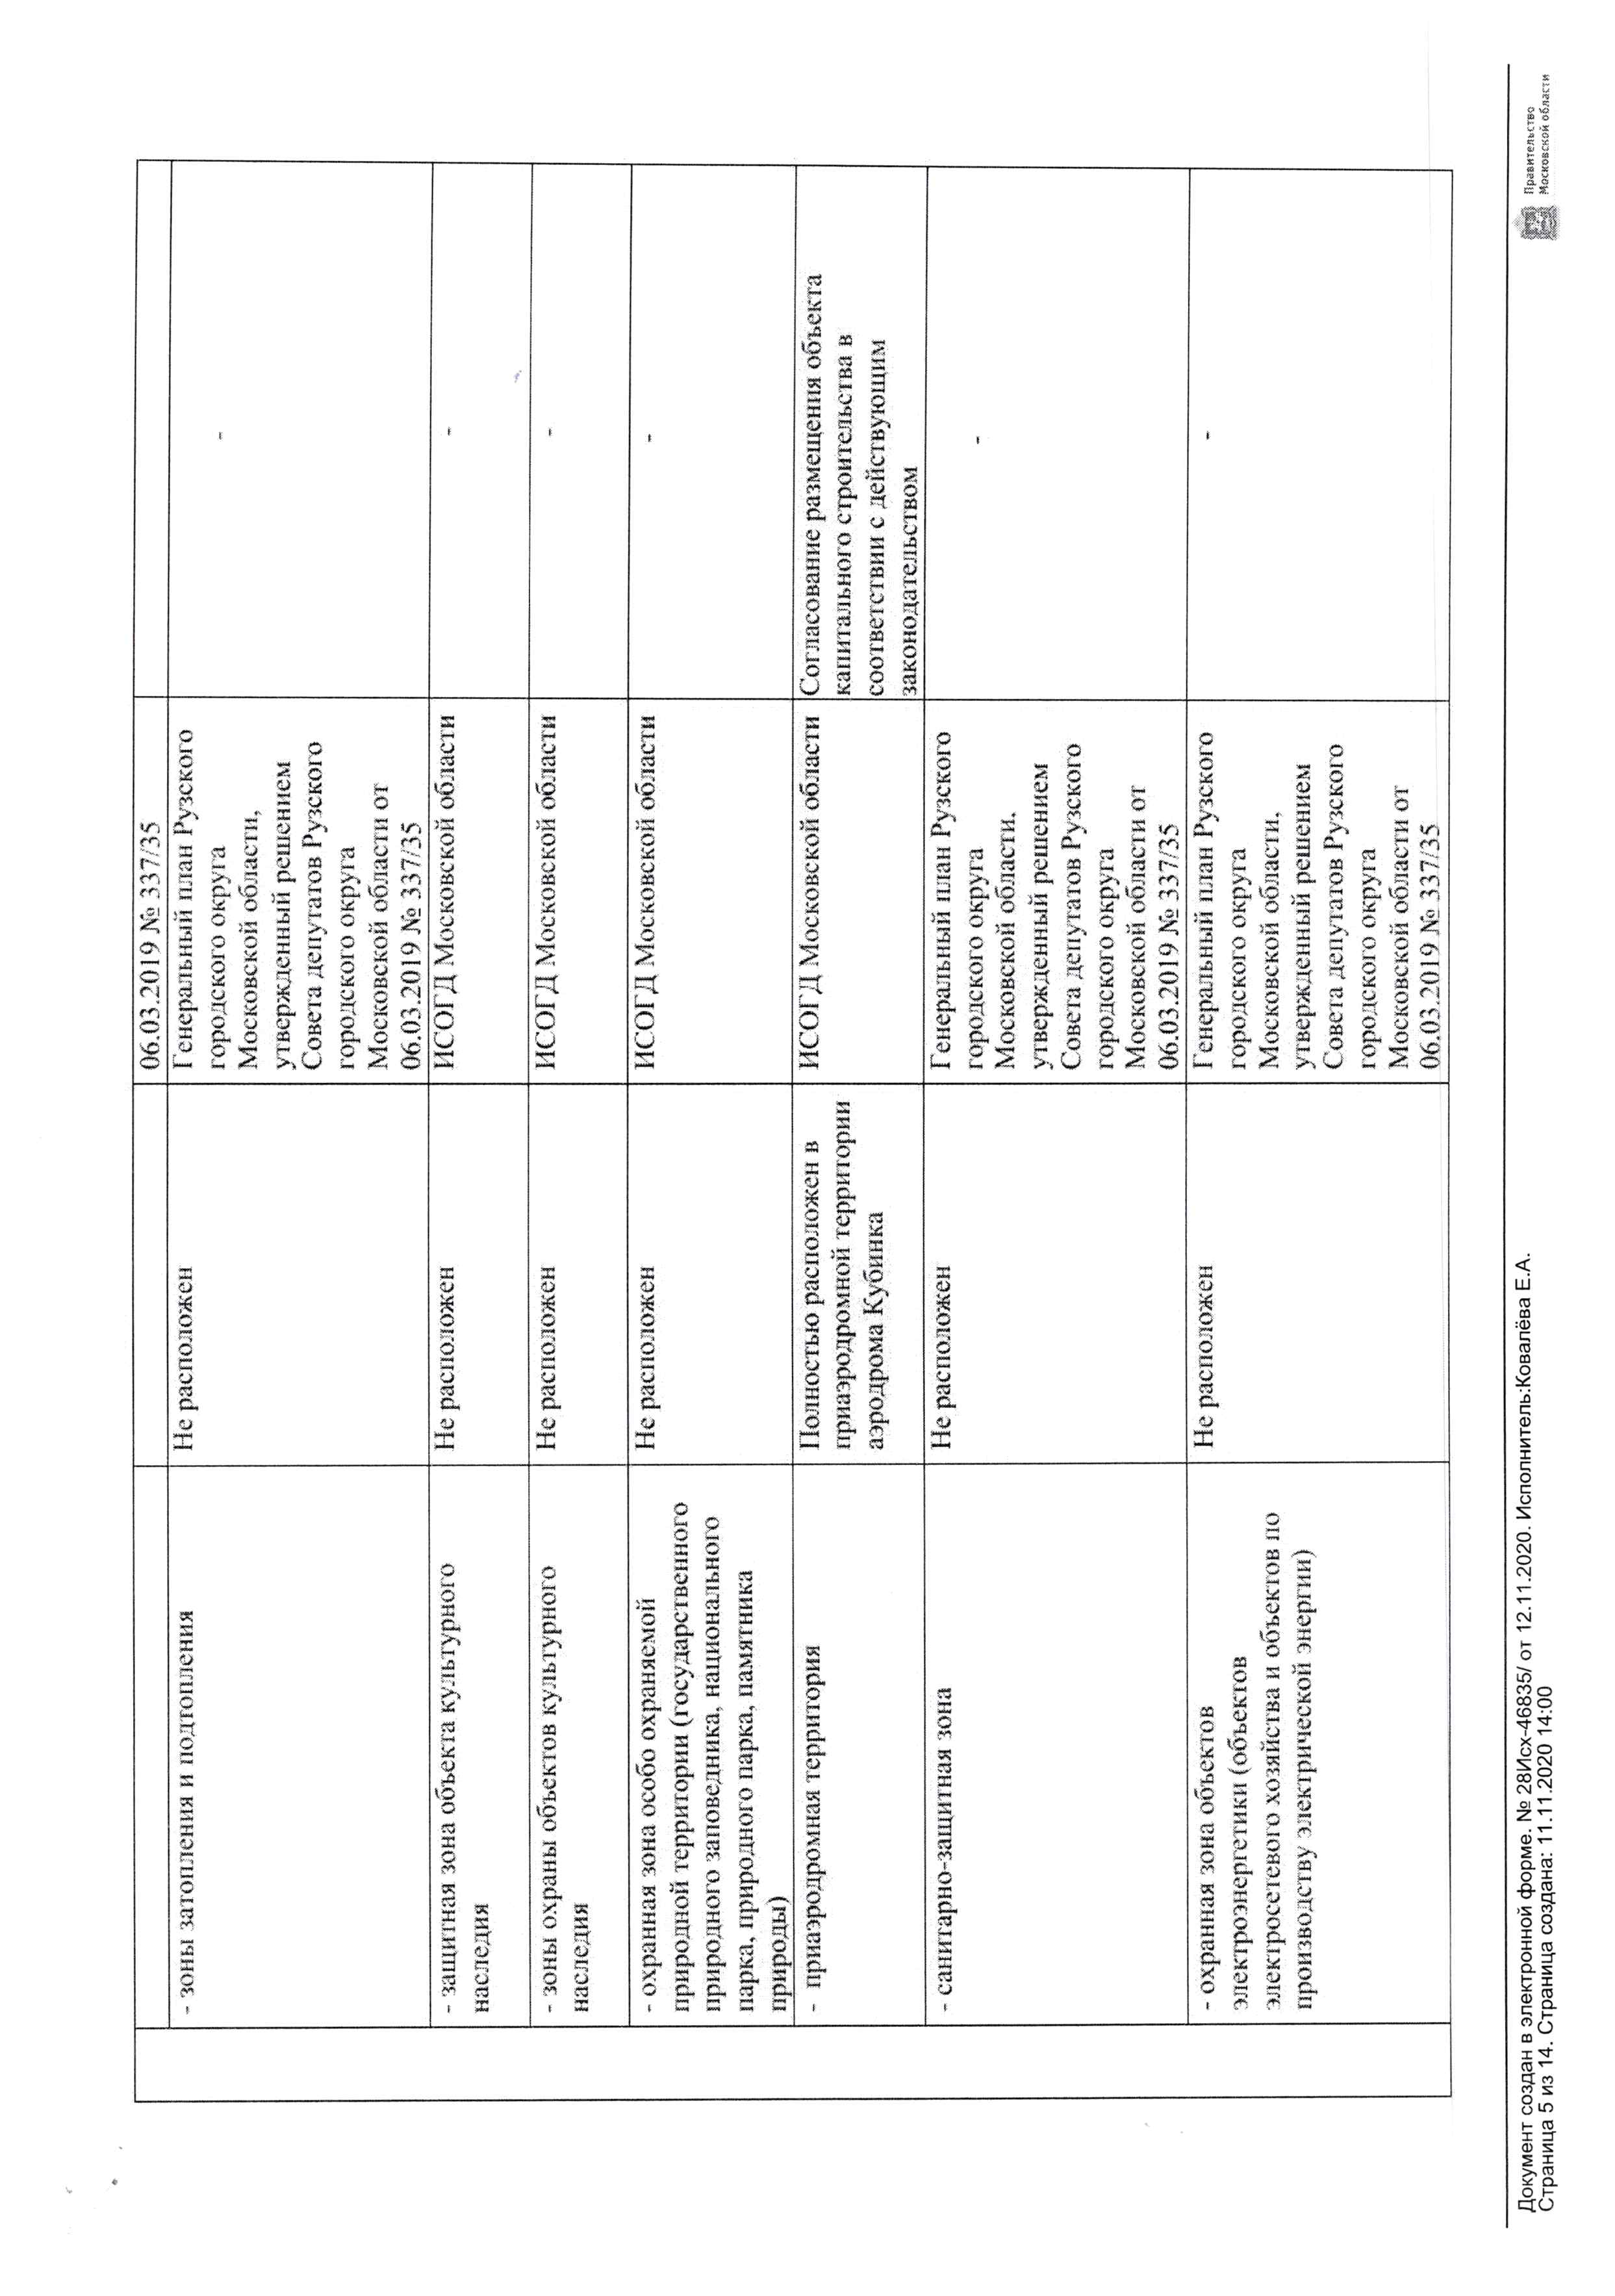 06.03.2019 № 337/35
- зоны затопления и подтопления
Не расположен
Генеральный план Рузского
городского округа
Московской области,
утвержденный решением
Совета депутатов Рузского
городского округа
Московской области от
06.03.2019 № 337/35
-
- защитная зона объекта культурного
наследия
Не расположен
ИСОГД Московской области
-
- зоны охраны объектов культурного
наследия
Не расположен
ИСОГД Московской области
-
- охранная зона особо охраняемой
природной территории (государственного
природного заповедника, национального
парка, природного парка, памятника
природы)
Не расположен
ИСОГД Московской области
-
- приаэродромная территория
Полностью расположен в
приаэродромной территории
аэродрома Кубинка
ИСОГД Московской области
Согласование размещения объекта
капитального строительства в
соответствии с действующим
законодательством
- санитарно-защитная зона
Не расположен
Генеральный план Рузского
городского округа
Московской области,
утвержденный решением
Совета депутатов Рузского
городского округа
Московской области от
06.03.2019 № 337/35
-
- охранная зона объектов
электроэнергетики (объектов
электросетевого хозяйства и объектов по
производству электрической энергии)
Не расположен
Генеральный план Рузского
городского округа
Московской области,
утвержденный решением
Совета депутатов Рузского
городского округа
Московской области от
06.03.2019 № 337/35
-
Документ создан в электронной форме. № 28Исх-46835/ от 12.11.2020. Исполнитель:Ковалёва Е.А.
Страница 5 из 14. Страница создана: 11.11.2020 14:00
Правительство
Московской области